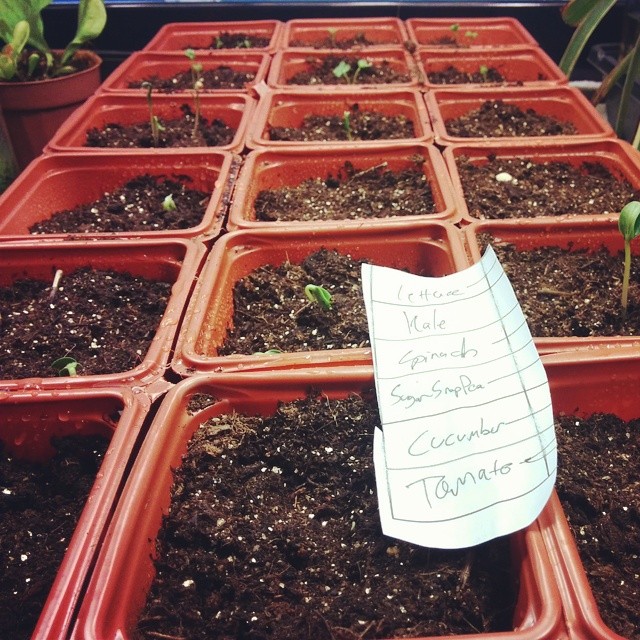 Lettuce
Kale
Spinach
Sugar Snap Pea
Cucumber
Tomato